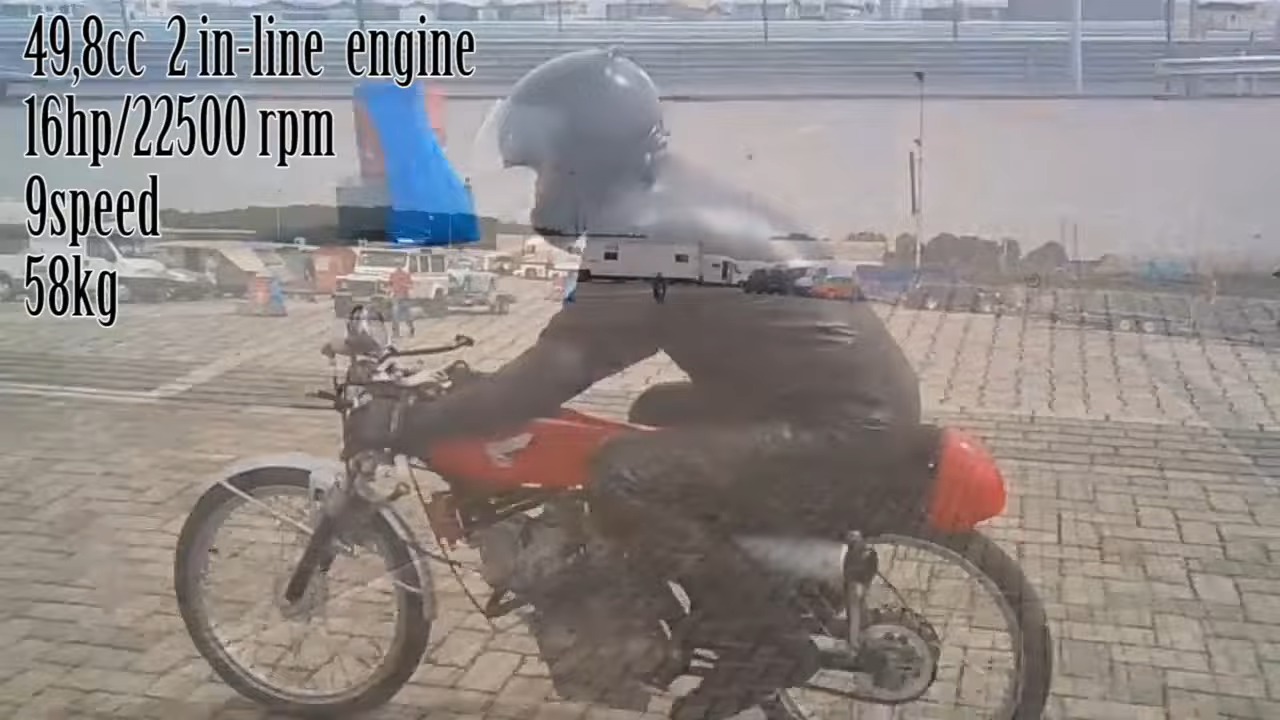 49,8cc 2 in-line engine
16hp/22500 rpm
9speed
58kg